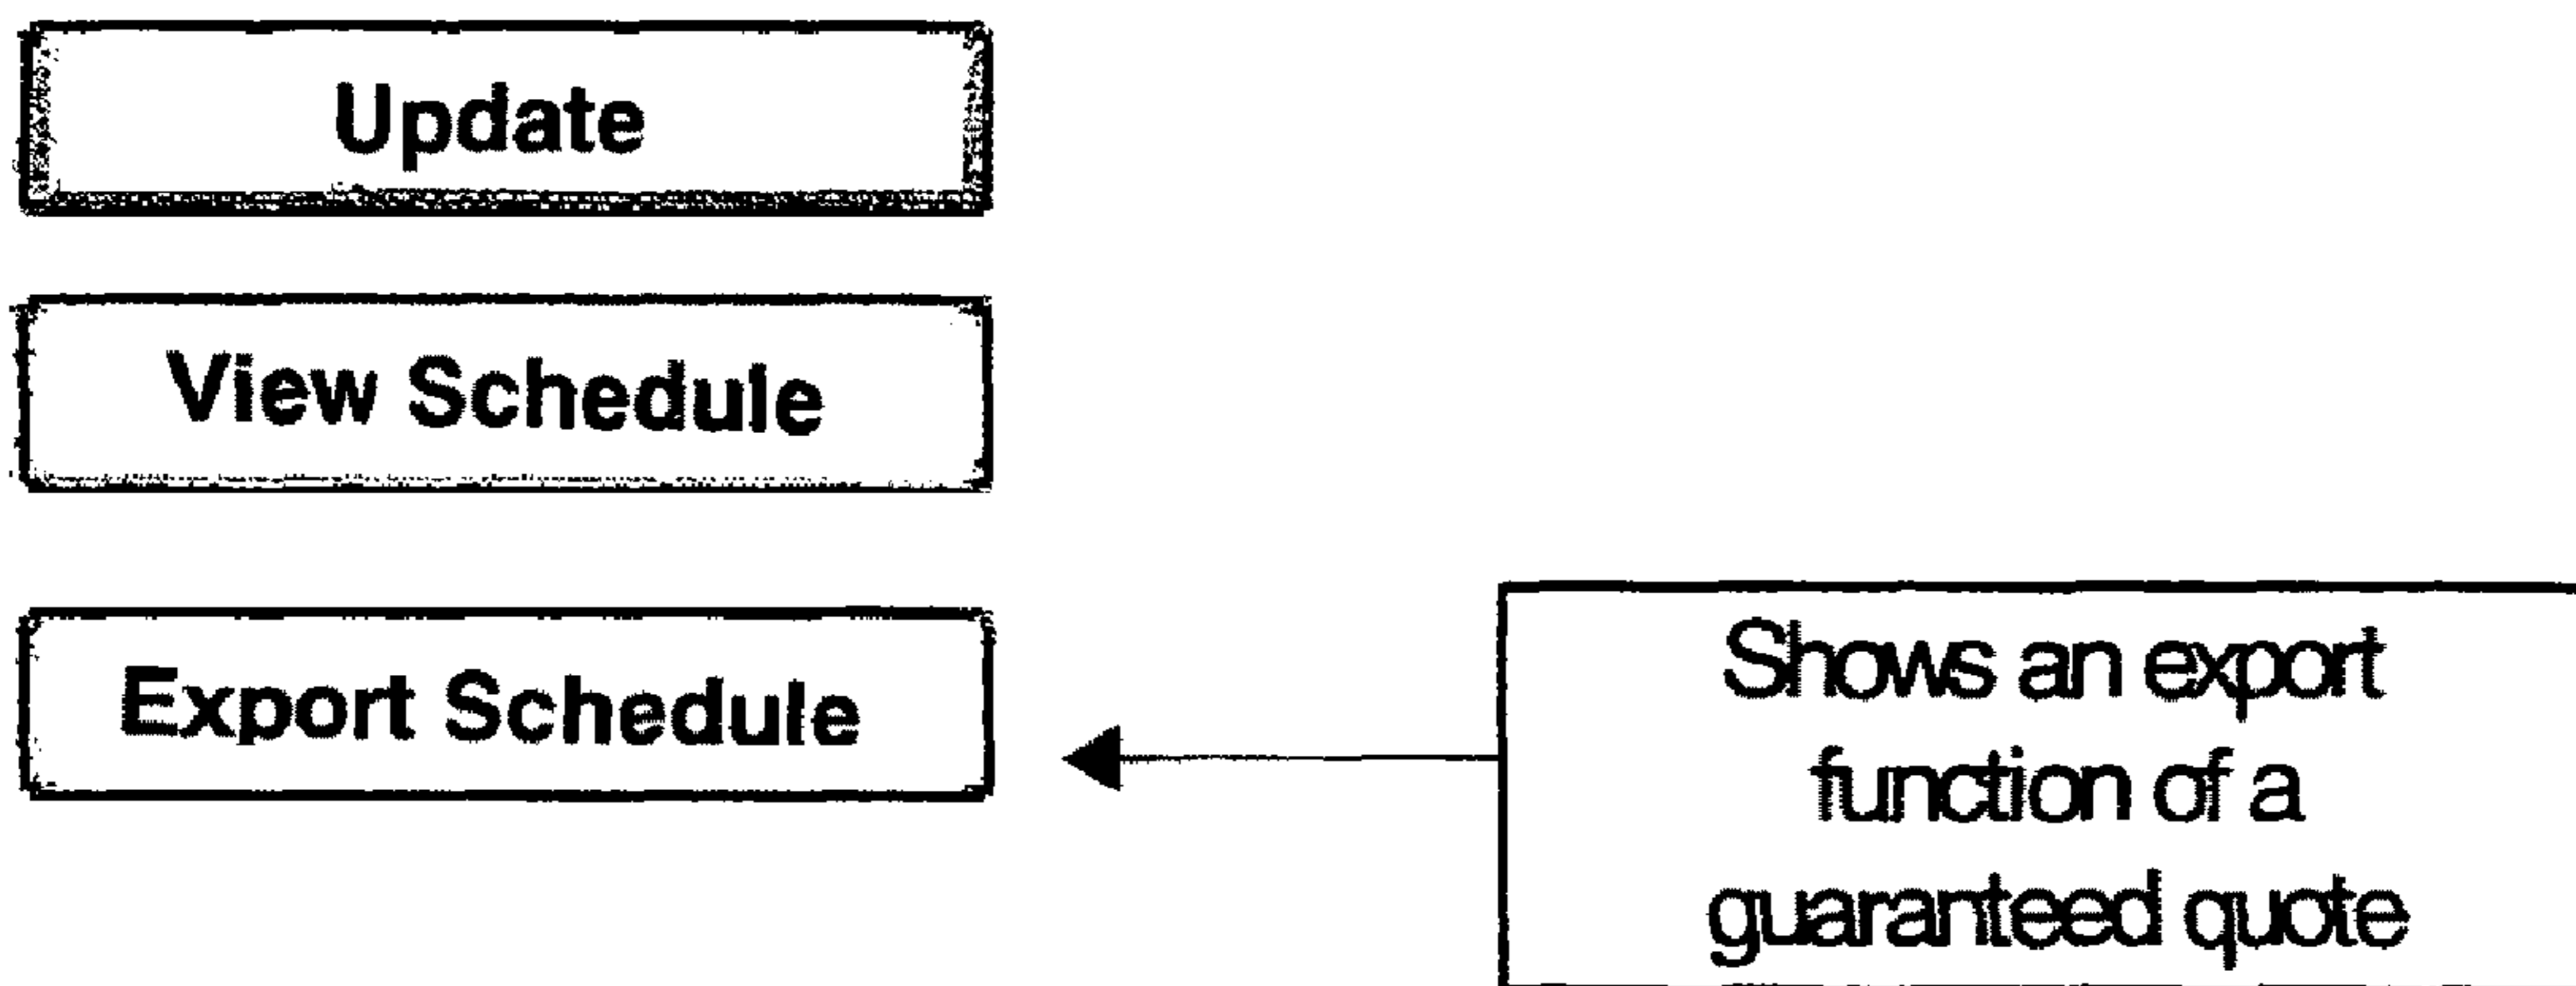 Update
View Schedule
Export Schedule
Shows an export
function of a
guaranteed quote